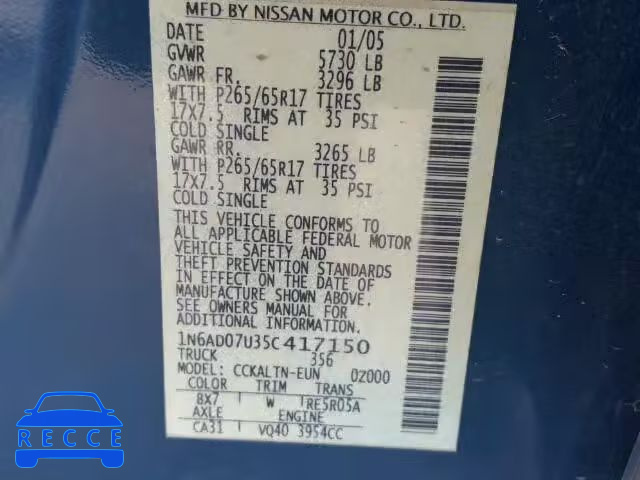 MFD BY NISSAN MOTOR CO., LTD.
DATE 01/05
GVWR 5730 LB
GAWR FR. 3296 LB
WITH P265/65R17 TIRES
17X7.5 RIMS AT 35 PSI
COLD SINGLE
GAWR RR. 3265 LB
WITH P265/65R17 TIRES
17X7.5 RIMS AT 35 PSI
COLD SINGLE
THIS VEHICLE CONFORMS TO
ALL APPLICABLE FEDERAL MOTOR
VEHICLE SAFETY AND
THEFT PREVENTION STANDARDS
IN EFFECT ON THE DATE OF
MANUFACTURE SHOWN ABOVE.
SEE OWNERS MANUAL FOR
ADDITIONAL INFORMATION.
1N6AD07U35C417150
TRUCK 356
MODEL: CCKALTN-EUN 0Z000
COLOR TRIM TRANS
BX7 W RE5R05A
AXLE ENGINE
CA31 VQ40 3954CC
RECCE